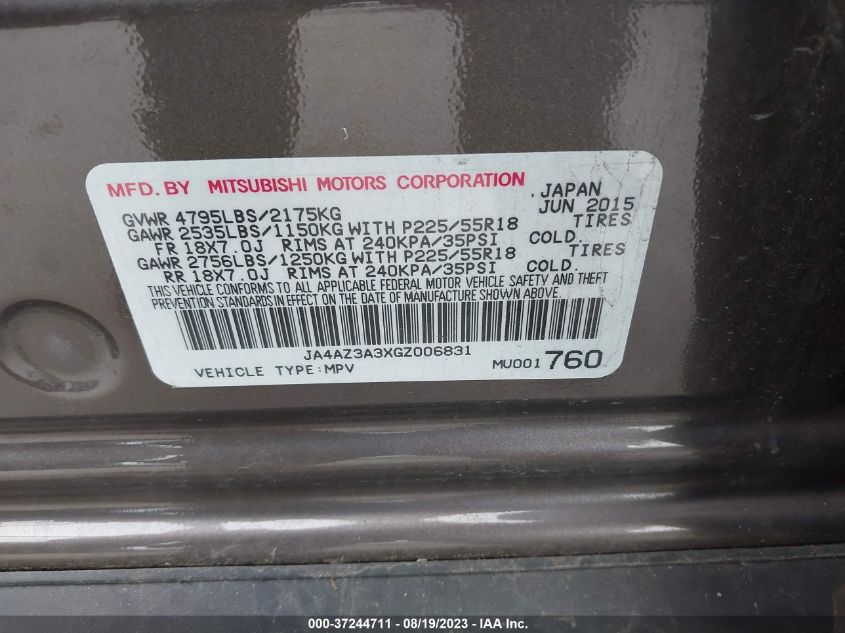 MFD. BY MITSUBISHI MOTORS CORPORATION JAPAN
GVWR 4795LBS/2175KG JUN 2015
GAWR 2535LBS/1150KG WITH P225/55R18 TIRES
FR 18X7.0J RIMS AT 240KPA/35PSI COLD.
GAWR 2756LBS/1250KG WITH P225/55R18 TIRES
RR 18X7.0J RIMS AT 240KPA/35PSI COLD.
THIS VEHICLE CONFORMS TO ALL APPLICABLE FEDERAL MOTOR VEHICLE SAFETY AND THEFT
PREVENTION STANDARDS IN EFFECT ON THE DATE OF MANUFACTURE SHOWN ABOVE.
JA4AZ3A3XGZ006831
VEHICLE TYPE:MPV MU001760
000-37244711 - 08/19/2023 - IAA Inc.